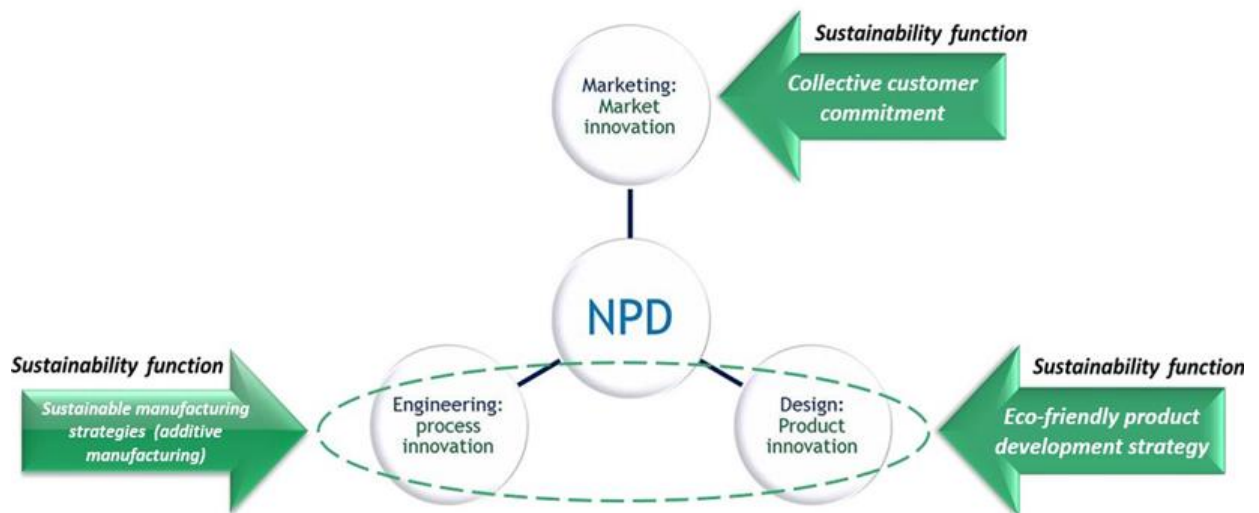 Sustainability function
Collective customer
commitment
Marketing:
Market
innovation
NPD
Sustainability function
Sustainable manufacturing
strategies (additive
manufacturing)
Engineering:
process
innovation
Design:
Product
innovation
Sustainability function
Eco-friendly product
development strategy